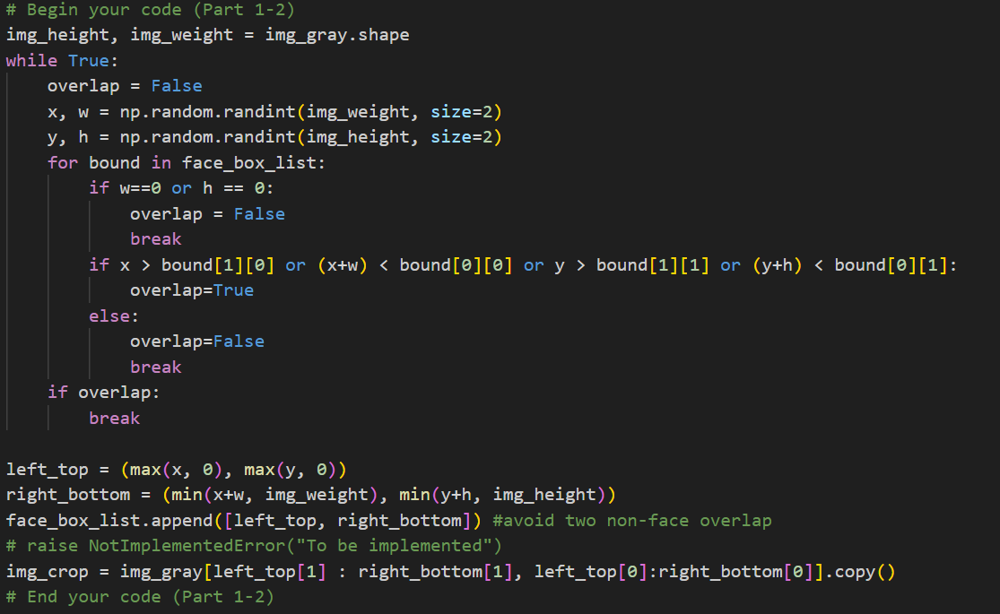 # Begin your code (Part 1-2)
img_height, img_weight = img_gray.shape
while True:
    overlap = False
    x, w = np.random.randint(img_weight, size=2)
    y, h = np.random.randint(img_height, size=2)
    for bound in face_box_list:
        if w==0 or h == 0:
            overlap = False
            break
        if x > bound[1][0] or (x+w) < bound[0][0] or y > bound[1][1] or (y+h) < bound[0][1]:
            overlap=True
        else:
            overlap=False
            break
    if overlap:
        break
left_top = (max(x, 0), max(y, 0))
right_bottom = (min(x+w, img_weight), min(y+h, img_height))
face_box_list.append([left_top, right_bottom]) #avoid two non-face overlap
# raise NotImplementedError("To be implemented")
img_crop = img_gray[left_top[1] : right_bottom[1], left_top[0]:right_bottom[0]].copy()
# End your code (Part 1-2)